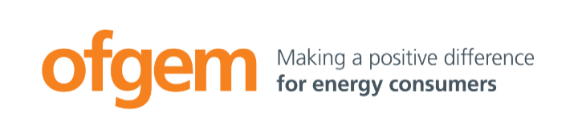 ofgem
Making a positive difference
for energy consumers